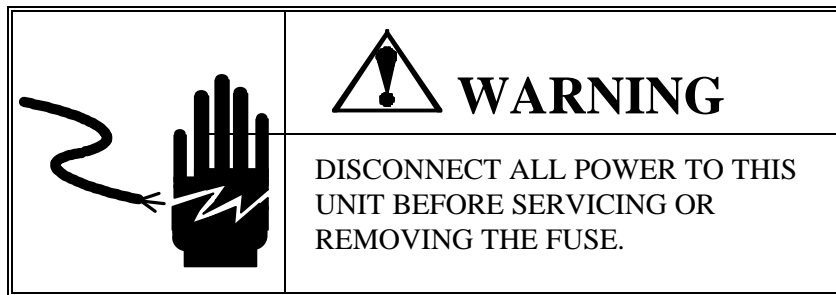 WARNING
DISCONNECT ALL POWER TO THIS
UNIT BEFORE SERVICING OR
REMOVING THE FUSE.